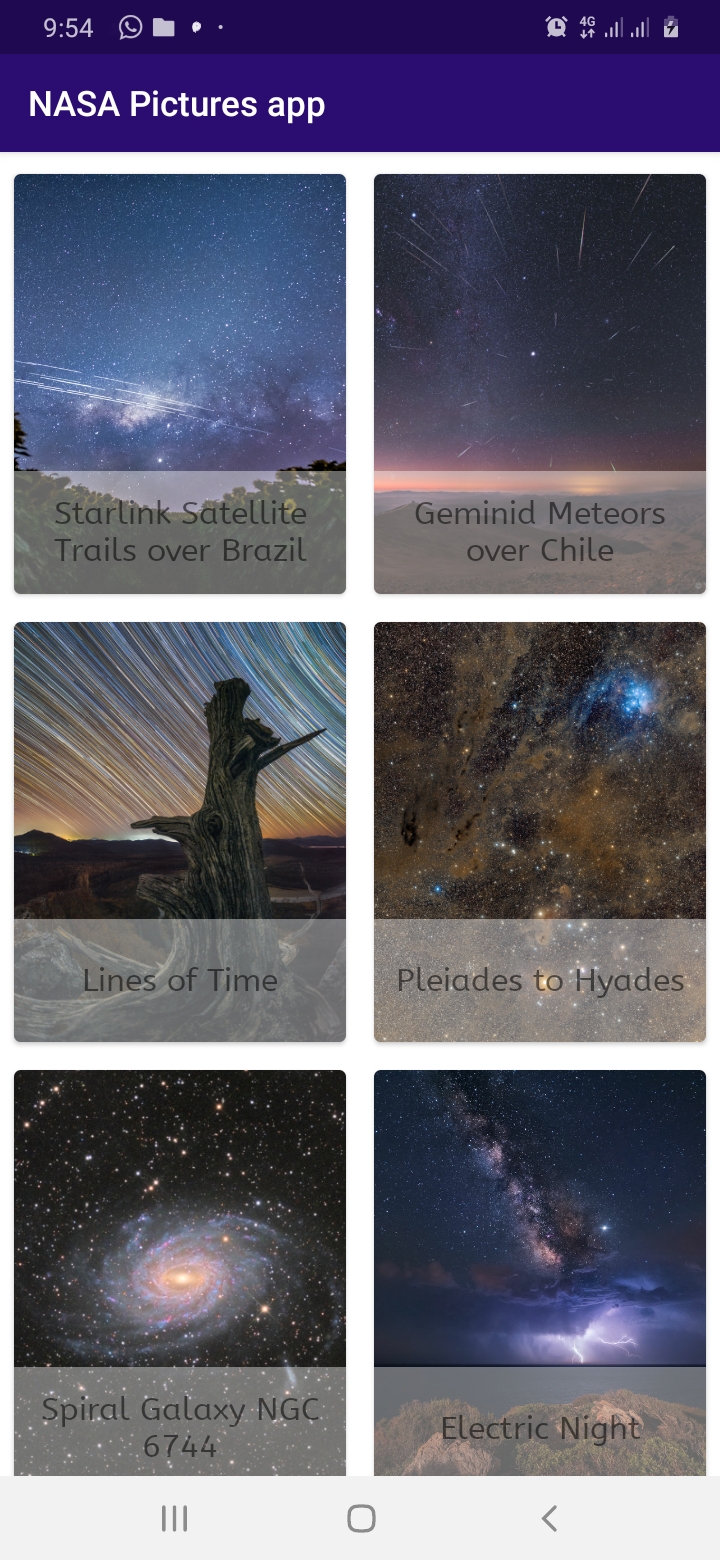 9:54
4G
NASA Pictures app
Starlink Satellite
Trails over Brazil
Geminid Meteors
over Chile
Lines of Time
Pleiades to Hyades
Spiral Galaxy NGC
6744
Electric Night